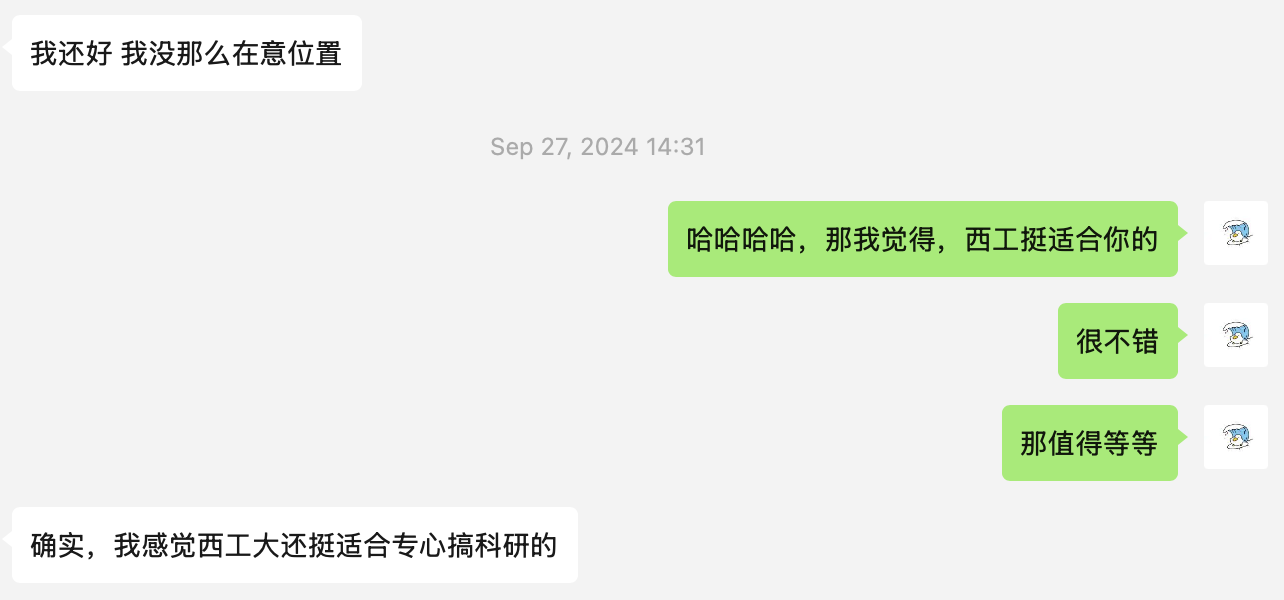 我还好 我没那么在意位置
Sep 27, 2024 14:31
哈哈哈哈，那我觉得，西工挺适合你的
很不错
那值得等等
确实，我感觉西工大还挺适合专心搞科研的